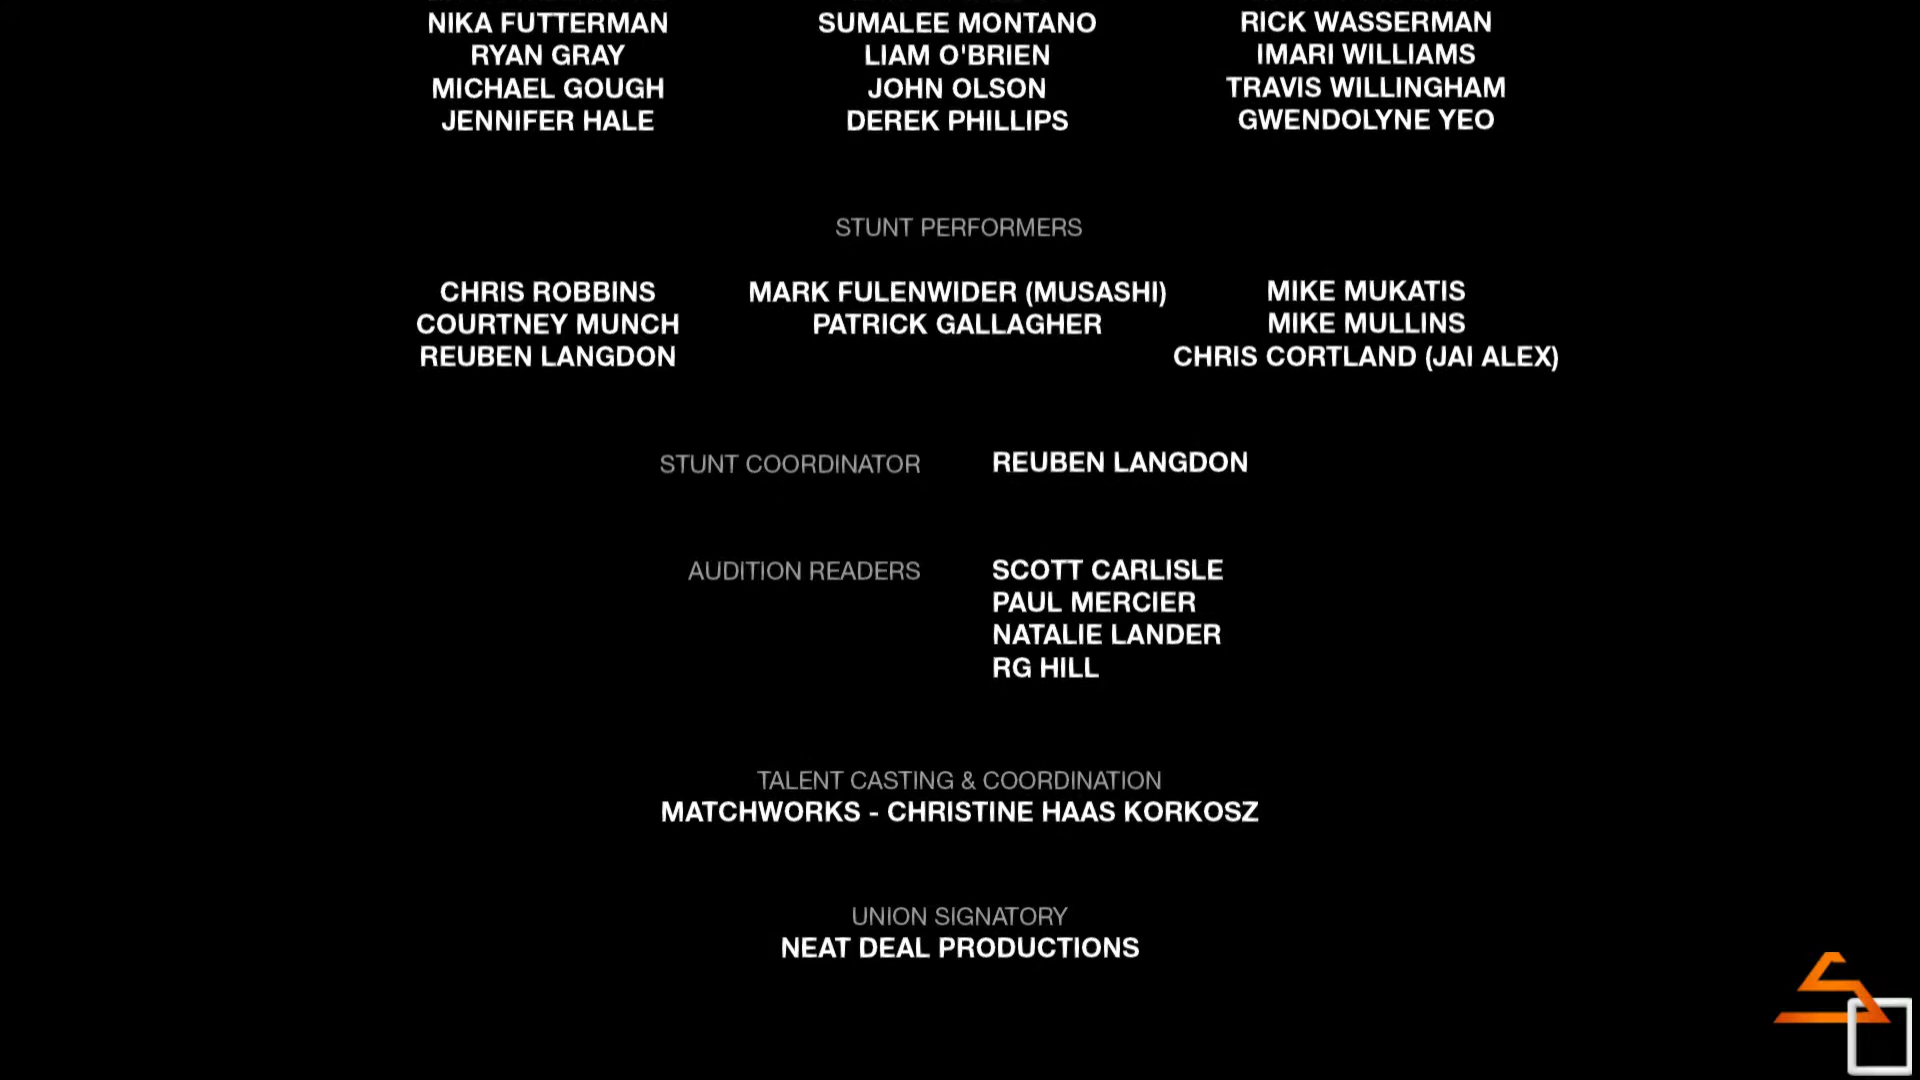 NIKA FUTTERMAN
RYAN GRAY
MICHAEL GOUGH
JENNIFER HALE
SUMALEE MONTANO
LIAM O'BRIEN
JOHN OLSON
DEREK PHILLIPS
RICK WASSERMAN
IMARI WILLIAMS
TRAVIS WILLINGHAM
GWENDOLYNE YEO
STUNT PERFORMERS
CHRIS ROBBINS
COURTNEY MUNCH
REUBEN LANGDON
MARK FULENWIDER (MUSASHI)
PATRICK GALLAGHER
MIKE MUKATIS
MIKE MULLINS
CHRIS CORTLAND (JAI ALEX)
STUNT COORDINATOR REUBEN LANGDON
AUDITION READERS SCOTT CARLISLE
PAUL MERCIER
NATALIE LANDER
RG HILL
TALENT CASTING & COORDINATION
MATCHWORKS - CHRISTINE HAAS KORKOSZ
UNION SIGNATORY
NEAT DEAL PRODUCTIONS